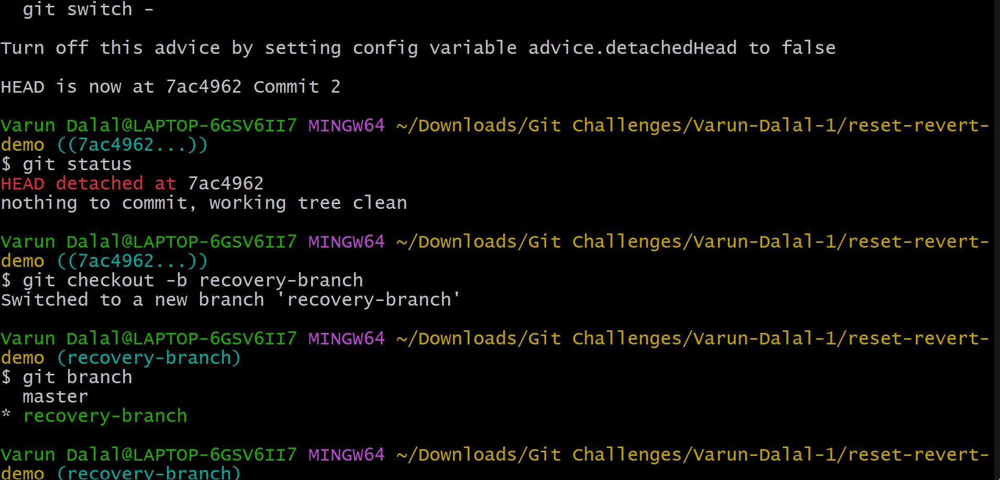 git switch -
Turn off this advice by setting config variable advice.detachedHead to false
HEAD is now at 7ac4962 Commit 2
Varun Dalal@LAPTOP-6GSV6II7 MINGW64 ~/Downloads/Git Challenges/Varun-Dalal-1/reset-revert-
demo ((7ac4962...))
$ git status
HEAD detached at 7ac4962
nothing to commit, working tree clean
Varun Dalal@LAPTOP-6GSV6II7 MINGW64 ~/Downloads/Git Challenges/Varun-Dalal-1/reset-revert-
demo ((7ac4962...))
$ git checkout -b recovery-branch
Switched to a new branch 'recovery-branch'
Varun Dalal@LAPTOP-6GSV6II7 MINGW64 ~/Downloads/Git Challenges/Varun-Dalal-1/reset-revert-
demo (recovery-branch)
$ git branch
  master
* recovery-branch
Varun Dalal@LAPTOP-6GSV6II7 MINGW64 ~/Downloads/Git Challenges/Varun-Dalal-1/reset-revert-
demo (recovery-branch)